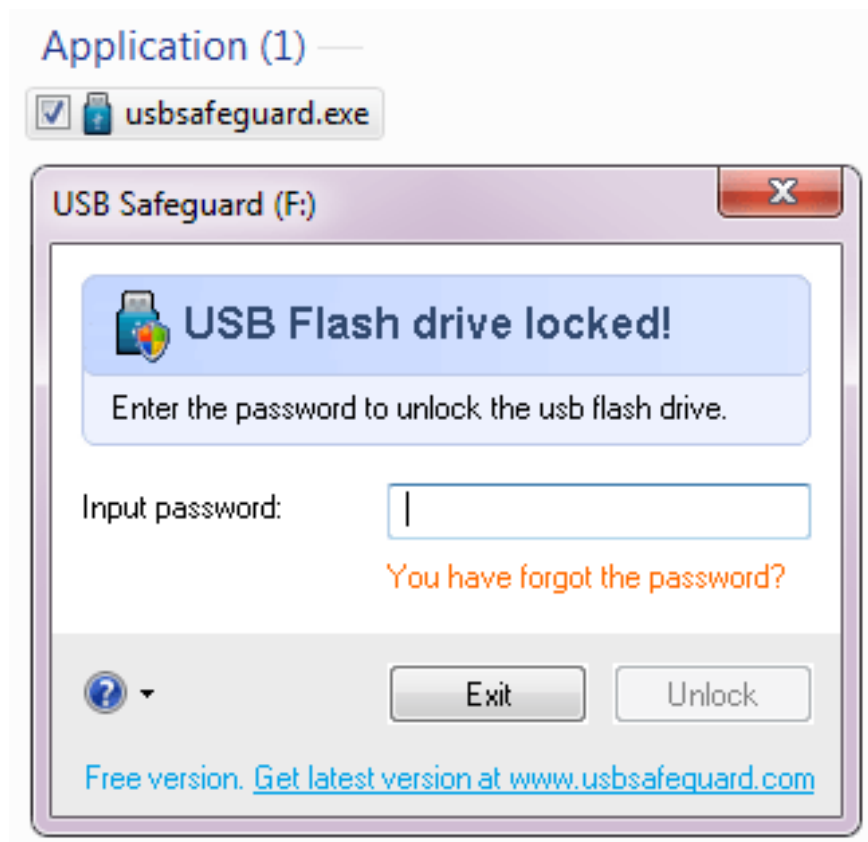 Application (1)
usbsafeguard.exe
USB Safeguard (F:)
USB Flash drive locked!
Enter the password to unlock the usb flash drive.
Input password:
You have forgot the password?
Exit
Unlock
Free version. Get latest version at www.usbsafeguard.com